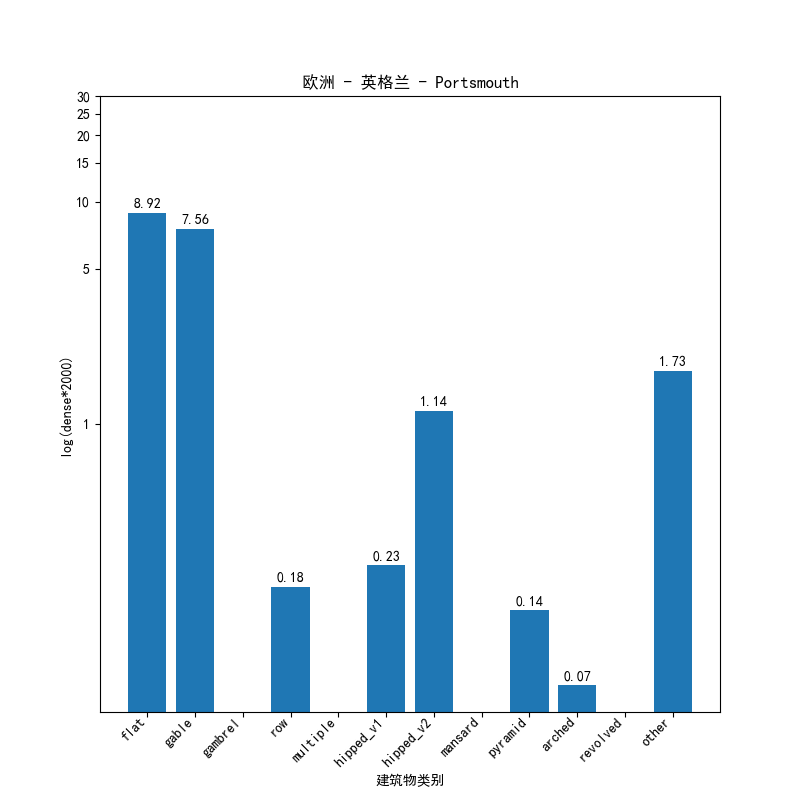 欧洲 - 英格兰 - Portsmouth
30
25
20
15
10
5
1
log(dense*2000)
8.92
7.56
0.18
0.23
1.14
0.14
0.07
1.73
flat
gable
gambrel
row
multiple
hipped_v1
hipped_v2
mansard
pyramid
arched
revolved
other
建筑物类别